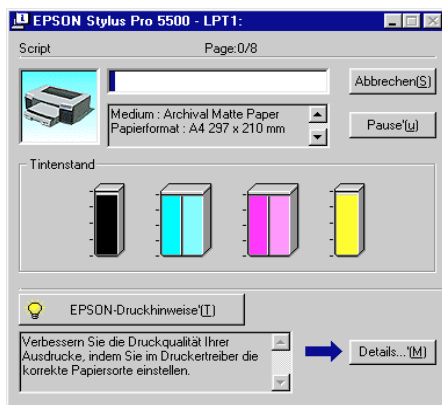 EPSON Stylus Pro 5500 - LPT1:
Script Page:0/8
Abbrechen(S)
Medium : Archival Matte Paper
Papierformat : A4 297 x 210 mm
Pause'(u)
Tintenstand
EPSON-Druckhinweise'(T)
Verbessern Sie die Druckqualität Ihrer
Ausdrucke, indem Sie im Druckertreiber die
korrekte Papiersorte einstellen.
Details...'(M)